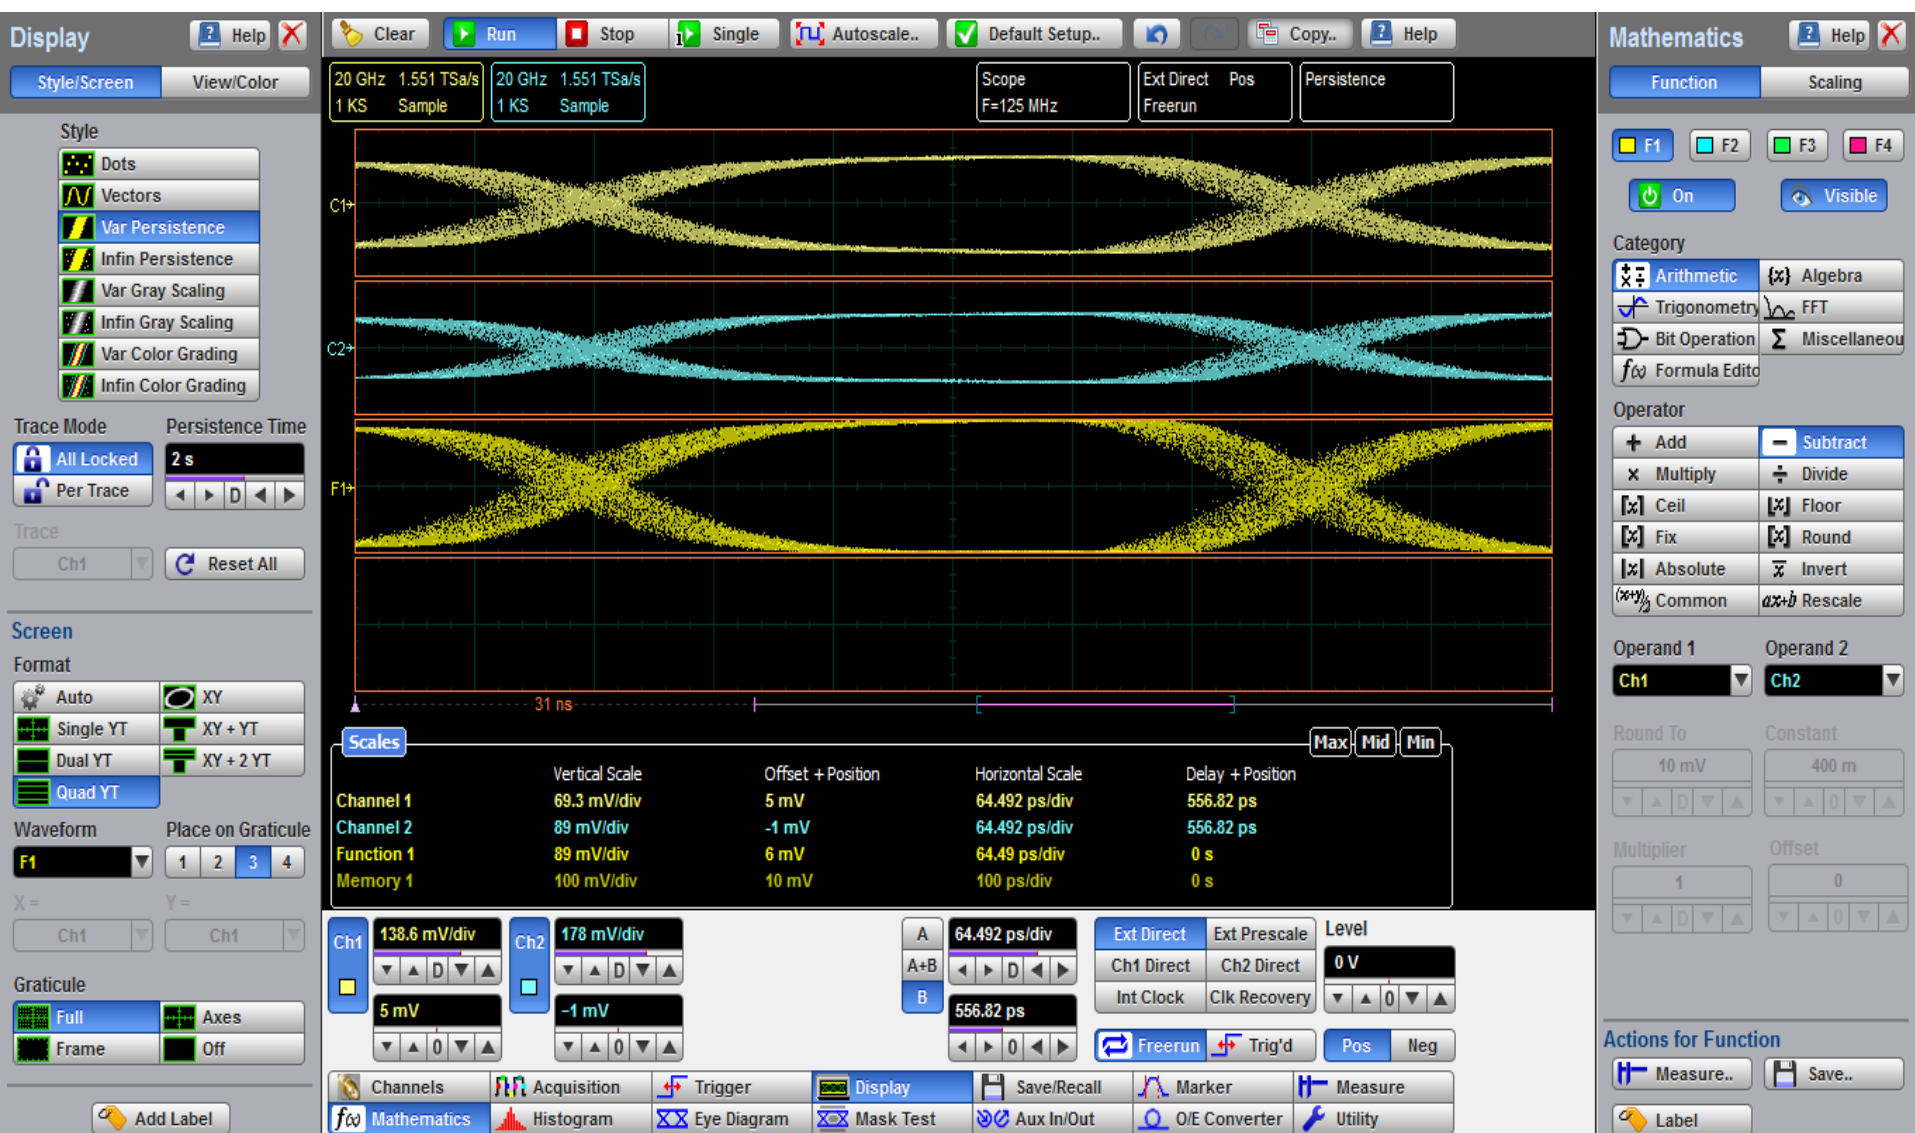 Display
Help
Style/Screen
View/Color
Style
Dots
Vectors
Var Persistence
Infin Persistence
Var Gray Scaling
Infin Gray Scaling
Var Color Grading
Infin Color Grading
Trace Mode
Persistence Time
All Locked
2 s
Per Trace
D
Trace
Ch1
Reset All
Screen
Format
Auto
XY
Single YT
XY + YT
Dual YT
XY + 2 YT
Quad YT
Waveform
Place on Graticule
F1
1 2 3 4
X =
Y =
Ch1
Ch1
Graticule
Full
Axes
Frame
Off
Add Label
Clear
Run
Stop
Single
Autoscale..
Default Setup..
Copy..
Help
20 GHz 1.551 TSa/s
1 KS Sample
20 GHz 1.551 TSa/s
1 KS Sample
Scope
F=125 MHz
Ext Direct Pos
Freerun
Persistence
C1
C2
F1
31 ns
Scales
Max
Mid
Min
Vertical Scale Offset + Position Horizontal Scale Delay + Position
Channel 1 69.3 mV/div 5 mV 64.492 ps/div 556.82 ps
Channel 2 89 mV/div -1 mV 64.492 ps/div 556.82 ps
Function 1 89 mV/div 6 mV 64.49 ps/div 0 s
Memory 1 100 mV/div 10 mV 100 ps/div 0 s
Ch1
138.6 mV/div
D
5 mV
0
Ch2
178 mV/div
D
-1 mV
0
A
A+B
B
64.492 ps/div
D
556.82 ps
0
Ext Direct
Ext Prescale
Ch1 Direct
Ch2 Direct
Int Clock
Clk Recovery
Level
0 V
0
Freerun
Trig'd
Pos
Neg
Channels
Acquisition
Trigger
Display
Save/Recall
Marker
Measure
f(x) Mathematics
Histogram
Eye Diagram
Mask Test
Aux In/Out
O/E Converter
Utility
Mathematics
Help
Function
Scaling
F1
F2
F3
F4
On
Visible
Category
Arithmetic
{x} Algebra
Trigonometry
FFT
Bit Operation
Σ Miscellaneou
f(x) Formula Edito
Operator
+ Add
− Subtract
× Multiply
÷ Divide
[x] Ceil
[x] Floor
[x] Fix
[x] Round
|x| Absolute
x Invert
(x+y)/2 Common
ax+b Rescale
Operand 1
Operand 2
Ch1
Ch2
Round To
Constant
10 mV
400 m
D
0
Multiplier
Offset
1
0
D
0
Actions for Function
Measure..
Save..
Label